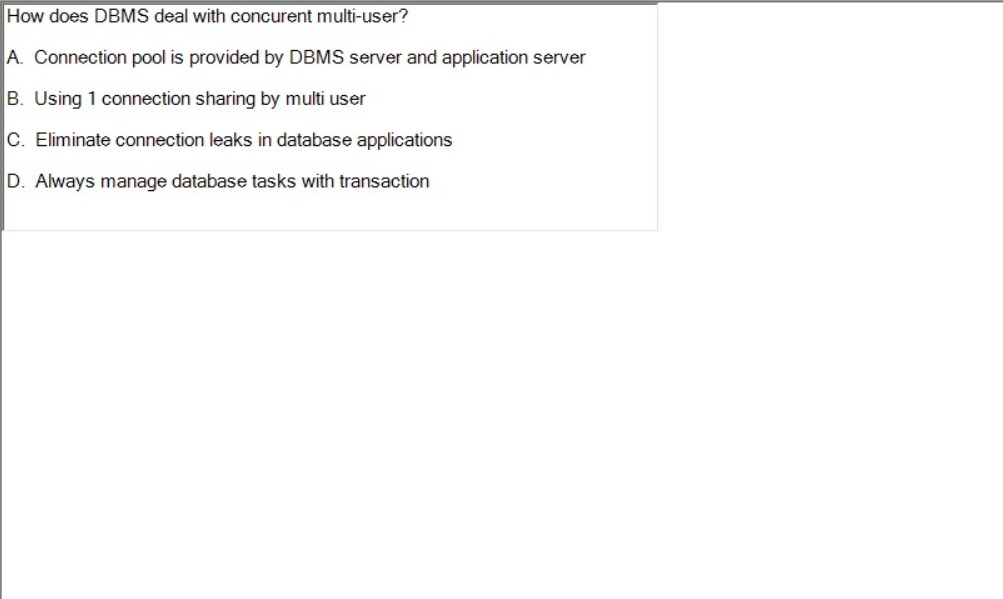 How does DBMS deal with concurent multi-user?
A. Connection pool is provided by DBMS server and application server
B. Using 1 connection sharing by multi user
C. Eliminate connection leaks in database applications
D. Always manage database tasks with transaction